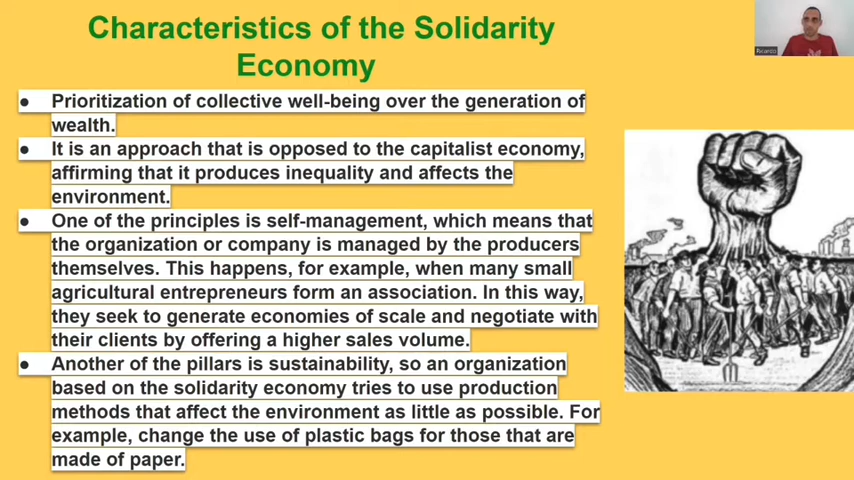 Characteristics of the Solidarity
Economy
Ricardo
● Prioritization of collective well-being over the generation of
wealth.
● It is an approach that is opposed to the capitalist economy,
affirming that it produces inequality and affects the
environment.
● One of the principles is self-management, which means that
the organization or company is managed by the producers
themselves. This happens, for example, when many small
agricultural entrepreneurs form an association. In this way,
they seek to generate economies of scale and negotiate with
their clients by offering a higher sales volume.
● Another of the pillars is sustainability, so an organization
based on the solidarity economy tries to use production
methods that affect the environment as little as possible. For
example, change the use of plastic bags for those that are
made of paper.